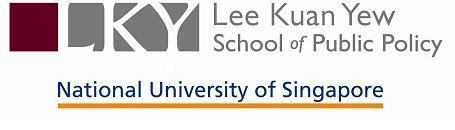 LKY Lee Kuan Yew
School of Public Policy
National University of Singapore